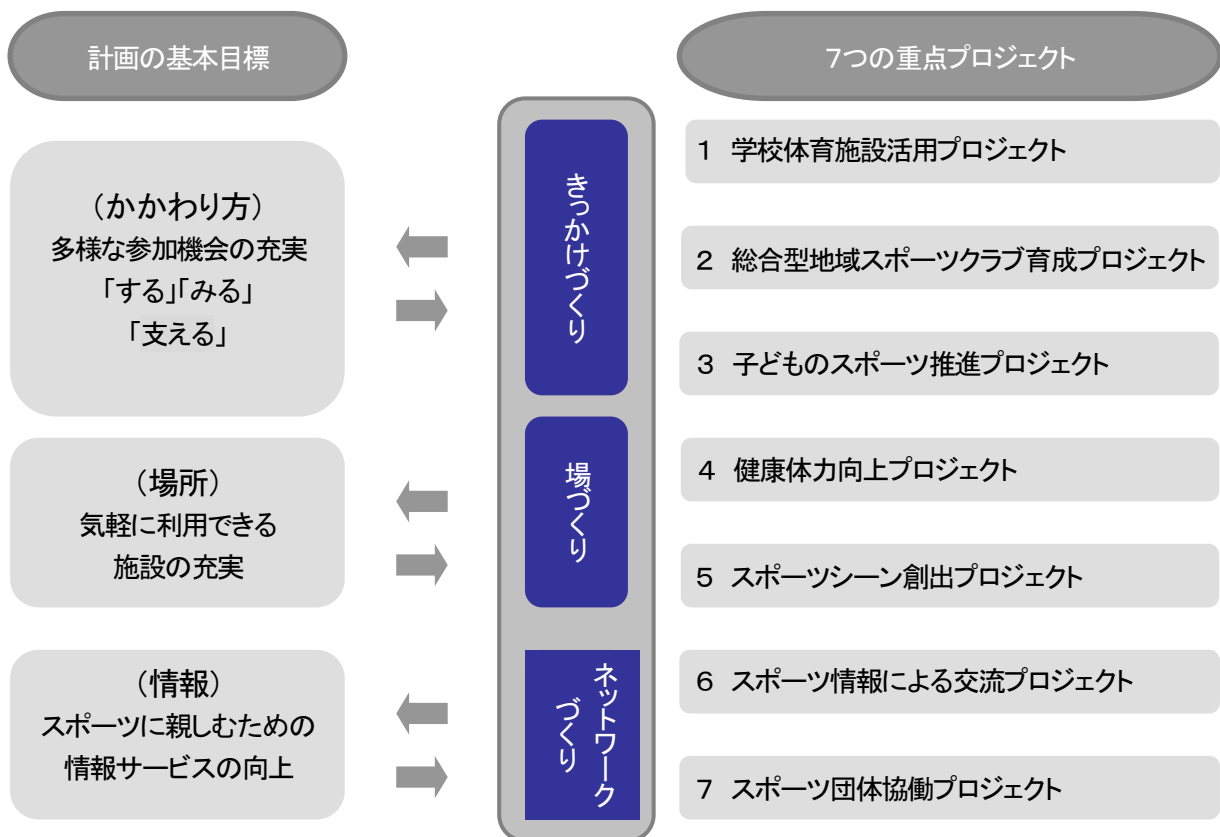 計画の基本目標
(かかわり方)
多様な参加機会の充実
「する」「みる」
「支える」
(場所)
気軽に利用できる
施設の充実
(情報)
スポーツに親しむための
情報サービスの向上
きっかけづくり
場づくり
ネットワーク
づくり
7つの重点プロジェクト
1 学校体育施設活用プロジェクト
2 総合型地域スポーツクラブ育成プロジェクト
3 子どものスポーツ推進プロジェクト
4 健康体力向上プロジェクト
5 スポーツシーン創出プロジェクト
6 スポーツ情報による交流プロジェクト
7 スポーツ団体協働プロジェクト